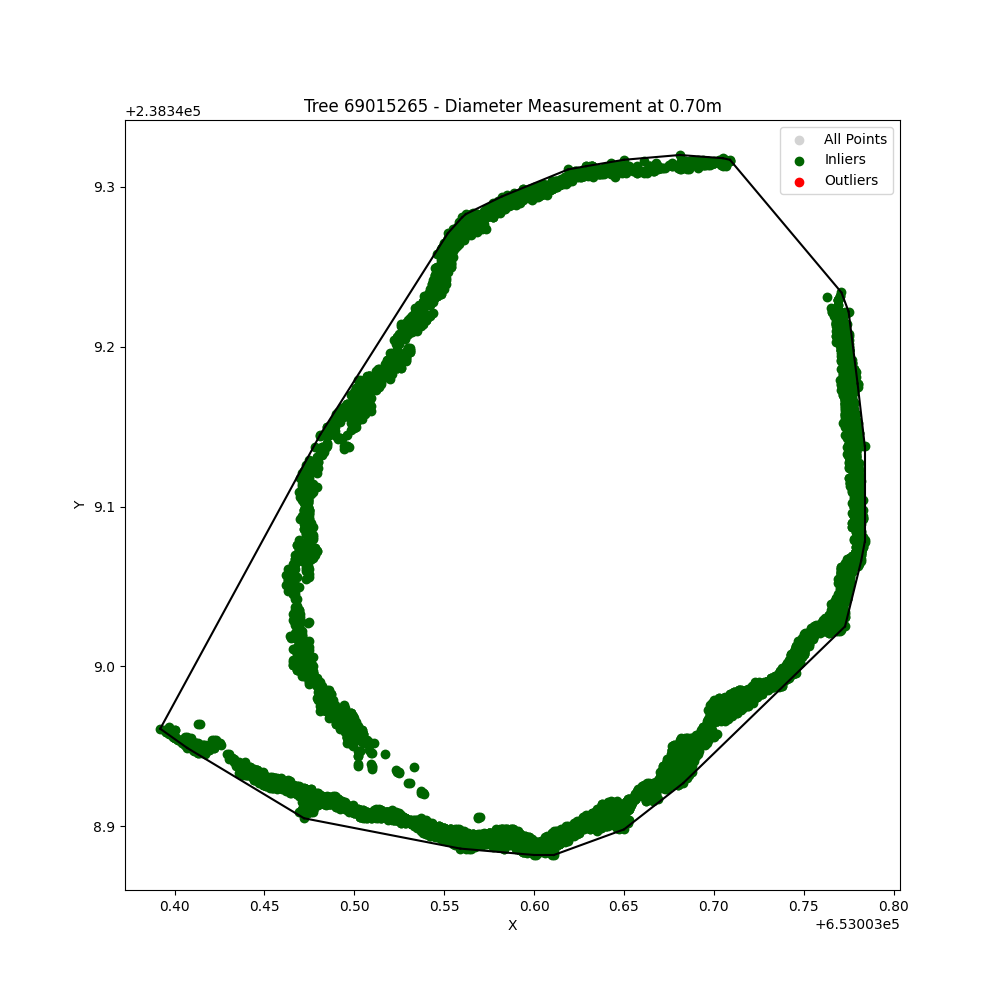 Tree 69015265 - Diameter Measurement at 0.70m
+2.3834e5
All Points
Inliers
Outliers
9.3
9.2
9.1
9.0
8.9
Y
0.40 0.45 0.50 0.55 0.60 0.65 0.70 0.75 0.80
X
+6.53003e5